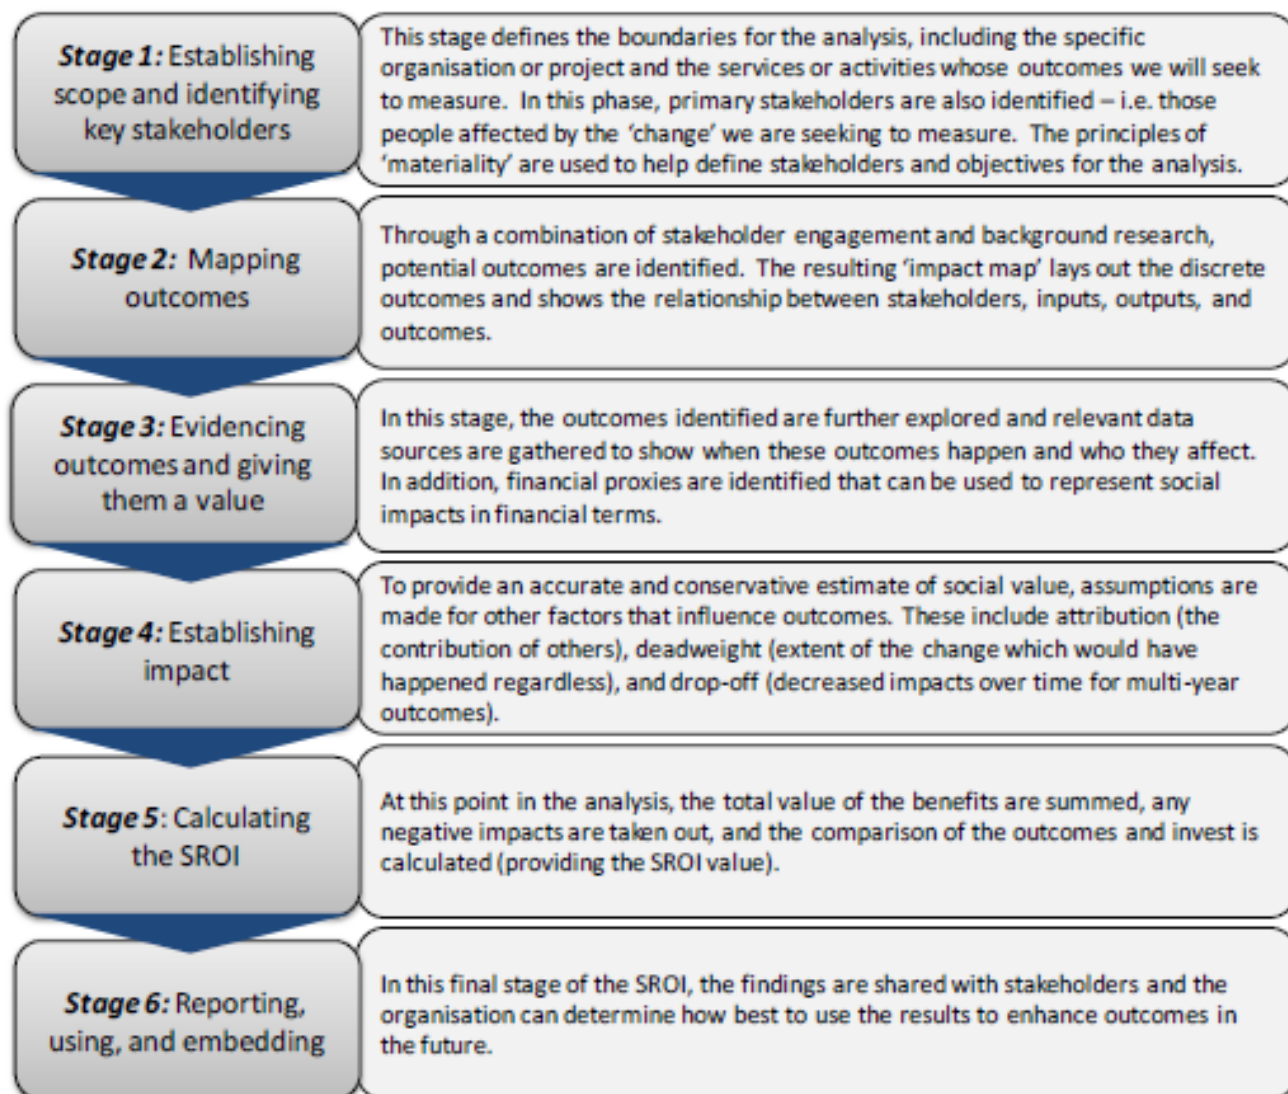 Stage 1: Establishing
scope and identifying
key stakeholders
This stage defines the boundaries for the analysis, including the specific
organisation or project and the services or activities whose outcomes we will seek
to measure. In this phase, primary stakeholders are also identified – i.e. those
people affected by the ‘change’ we are seeking to measure. The principles of
‘materiality’ are used to help define stakeholders and objectives for the analysis.
Stage 2: Mapping
outcomes
Through a combination of stakeholder engagement and background research,
potential outcomes are identified. The resulting ‘impact map’ lays out the discrete
outcomes and shows the relationship between stakeholders, inputs, outputs, and
outcomes.
Stage 3: Evidencing
outcomes and giving
them a value
In this stage, the outcomes identified are further explored and relevant data
sources are gathered to show when these outcomes happen and who they affect.
In addition, financial proxies are identified that can be used to represent social
impacts in financial terms.
Stage 4: Establishing
impact
To provide an accurate and conservative estimate of social value, assumptions are
made for other factors that influence outcomes. These include attribution (the
contribution of others), deadweight (extent of the change which would have
happened regardless), and drop-off (decreased impacts over time for multi-year
outcomes).
Stage 5: Calculating
the SROI
At this point in the analysis, the total value of the benefits are summed, any
negative impacts are taken out, and the comparison of the outcomes and invest is
calculated (providing the SROI value).
Stage 6: Reporting,
using, and embedding
In this final stage of the SROI, the findings are shared with stakeholders and the
organisation can determine how best to use the results to enhance outcomes in
the future.